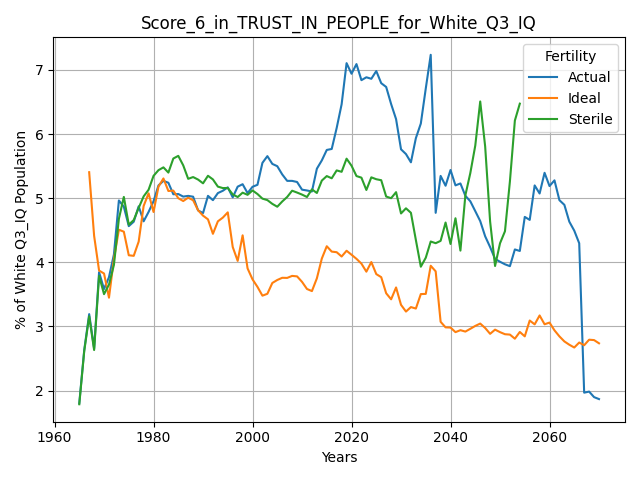 Score_6_in_TRUST_IN_PEOPLE_for_White_Q3_IQ
% of White Q3_IQ Population
7
6
5
4
3
2
Fertility
Actual
Ideal
Sterile
1960 1980 2000 2020 2040 2060
Years